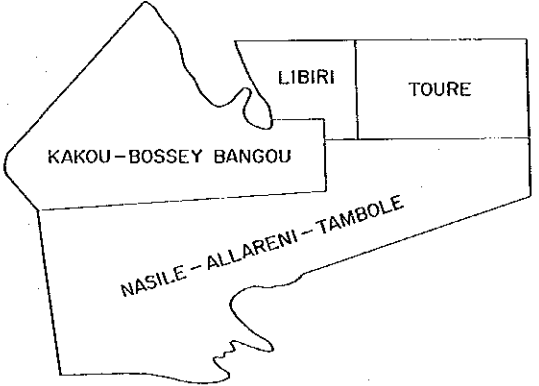 LIBIRI
TOURE
KAKOU-BOSSEY BANGOU
NASILE-ALLARENI-TAMBOLE